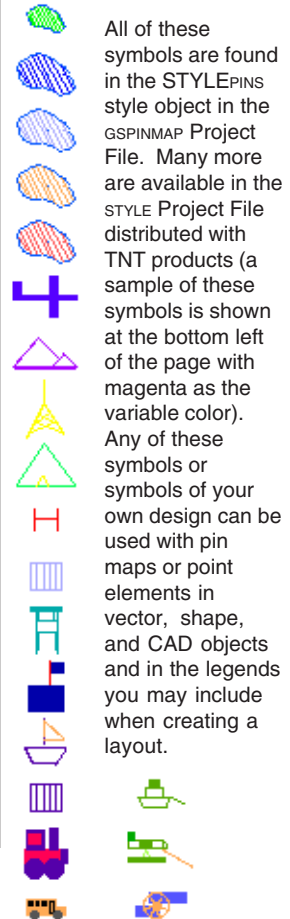 All of these
symbols are found
in the STYLEPINS
style object in the
GSPINMAP Project
File.  Many more
are available in the
STYLE Project File
distributed with
TNT products (a
sample of these
symbols is shown
at the bottom left
of the page with
magenta as the
variable color).
Any of these
symbols or
symbols of your
own design can be
used with pin
maps or point
elements in
vector,  shape,
and CAD objects
and in the legends
you may include
when creating a
layout.